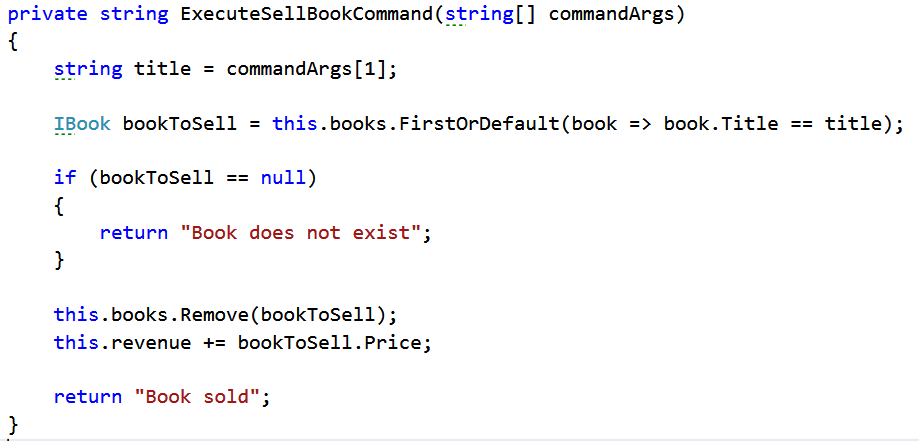 private string ExecuteSellBookCommand(string[] commandArgs)
{
    string title = commandArgs[1];

    IBook bookToSell = this.books.FirstOrDefault(book => book.Title == title);

    if (bookToSell == null)
    {
        return "Book does not exist";
    }

    this.books.Remove(bookToSell);
    this.revenue += bookToSell.Price;

    return "Book sold";
}